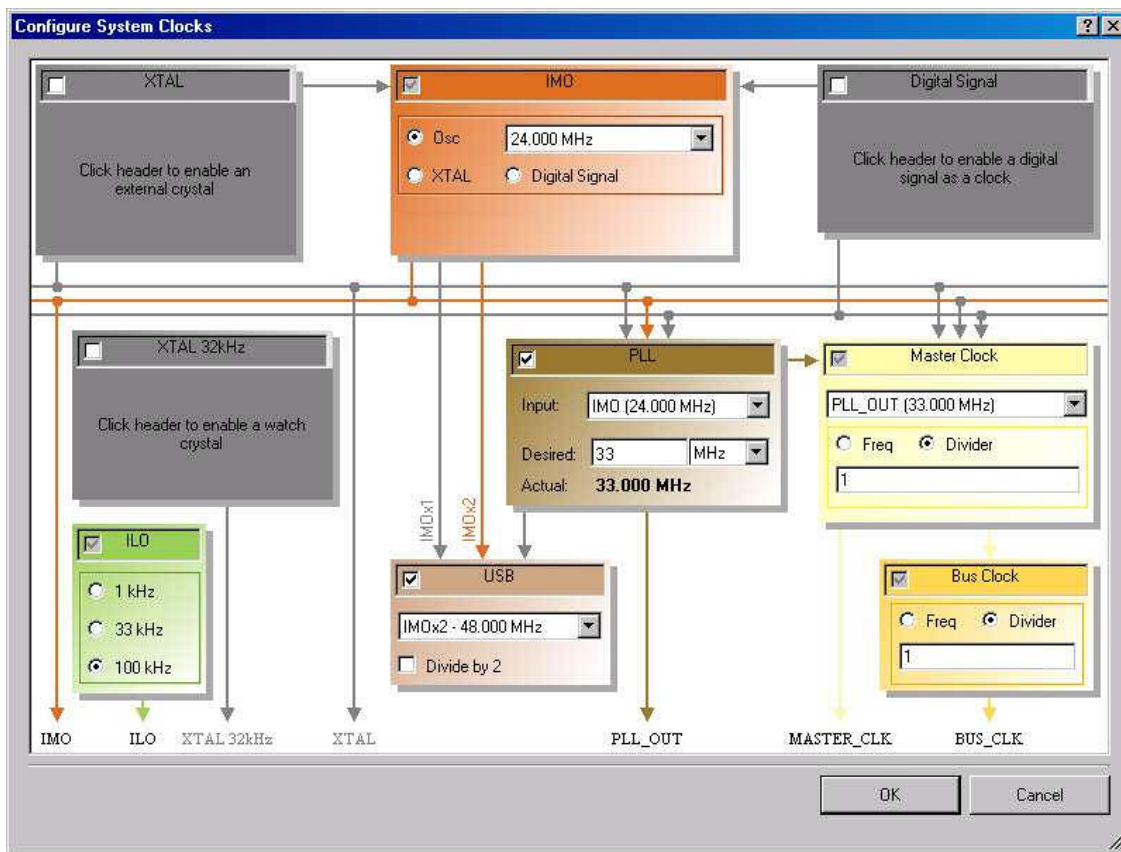 Configure System Clocks
XTAL
Click header to enable an
external crystal
IMO
Osc
24.000 MHz
XTAL
Digital Signal
Digital Signal
Click header to enable a digital
signal as a clock
XTAL 32kHz
Click header to enable a watch
crystal
PLL
Input:
IMO (24.000 MHz)
Desired:
33
MHz
Actual:
33.000 MHz
Master Clock
PLL_OUT (33.000 MHz)
Freq
Divider
1
IMOx1
IMOx2
ILO
1 kHz
33 kHz
100 kHz
USB
IMOx2 - 48.000 MHz
Divide by 2
Bus Clock
Freq
Divider
1
IMO
ILO
XTAL 32kHz
XTAL
PLL_OUT
MASTER_CLK
BUS_CLK
OK
Cancel